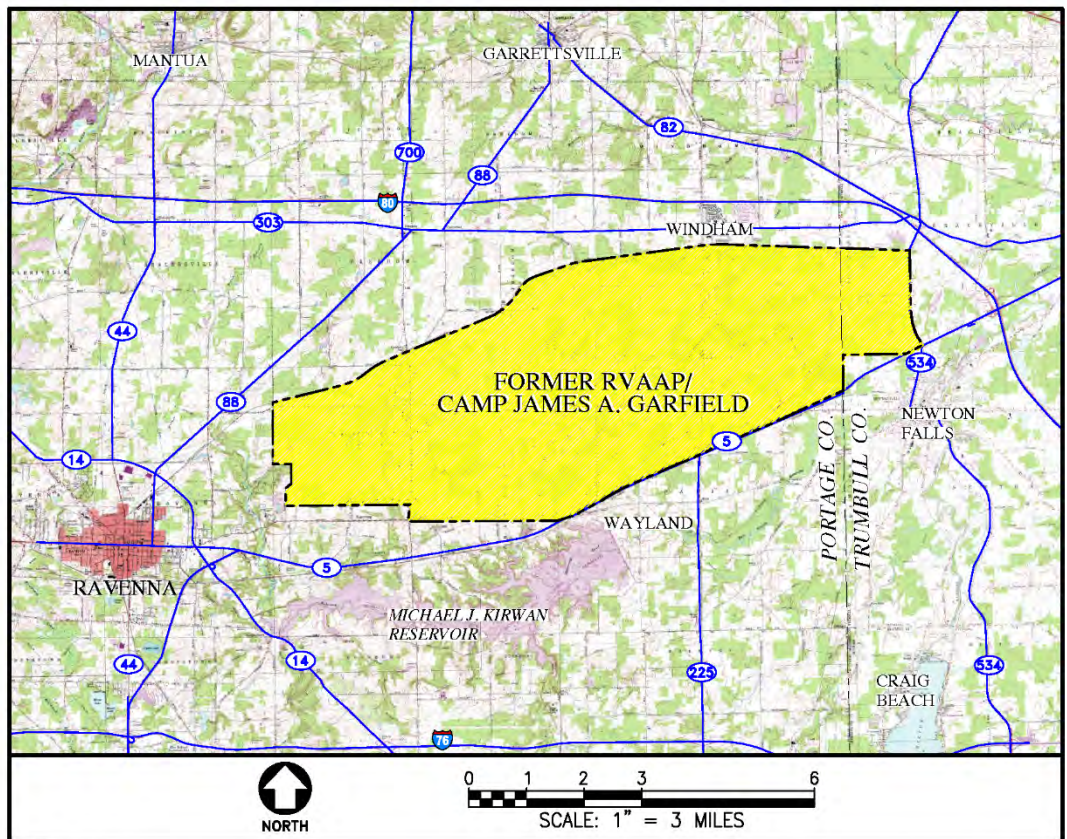 MANTUA
GARRETTSVILLE
82
700
88
80
303
WINDHAM
44
FORMER RVAAP/
CAMP JAMES A. GARFIELD
534
88
NEWTON
FALLS
5
14
PORTAGE CO.
TRUMBULL CO.
WAYLAND
RAVENNA
5
MICHAEL J. KIRWAN
RESERVOIR
44
14
225
534
CRAIG
BEACH
76
NORTH
0 1 2 3 6
SCALE: 1" = 3 MILES